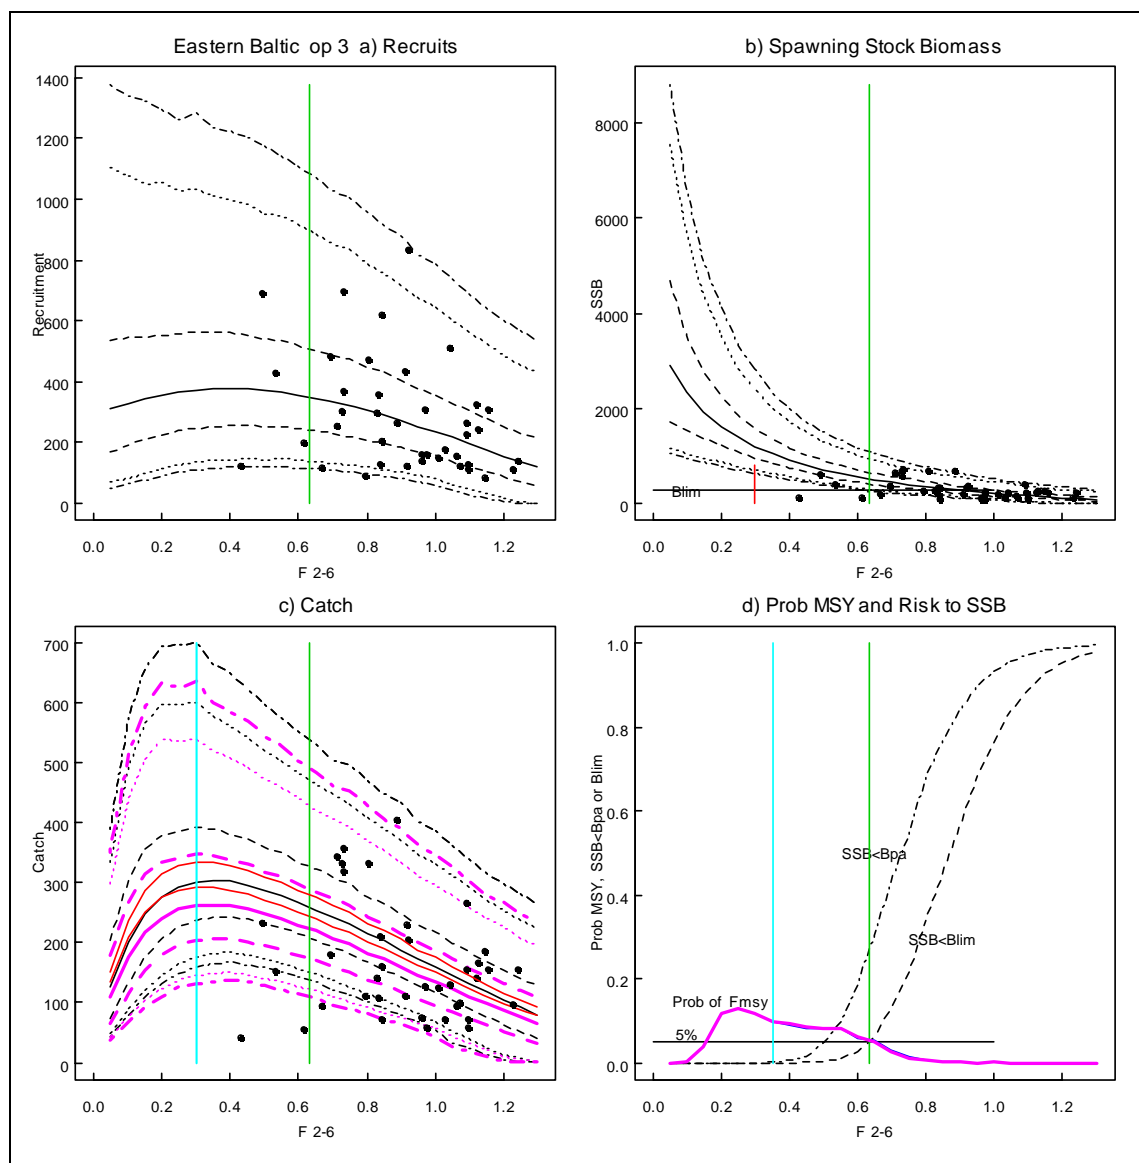 Eastern Baltic op 3 a) Recruits
Recruitment
0 200 400 600 800 1000 1200 1400
0.0 0.2 0.4 0.6 0.8 1.0 1.2
F 2-6
b) Spawning Stock Biomass
SSB
0 2000 4000 6000 8000
Blim
0.0 0.2 0.4 0.6 0.8 1.0 1.2
F 2-6
c) Catch
Catch
0 100 200 300 400 500 600 700
0.0 0.2 0.4 0.6 0.8 1.0 1.2
F 2-6
d) Prob MSY and Risk to SSB
Prob MSY, SSB<Bpa or Blim
0.0 0.2 0.4 0.6 0.8 1.0
SSB<Bpa
SSB<Blim
Prob of Fmsy
5%
0.0 0.2 0.4 0.6 0.8 1.0 1.2
F 2-6